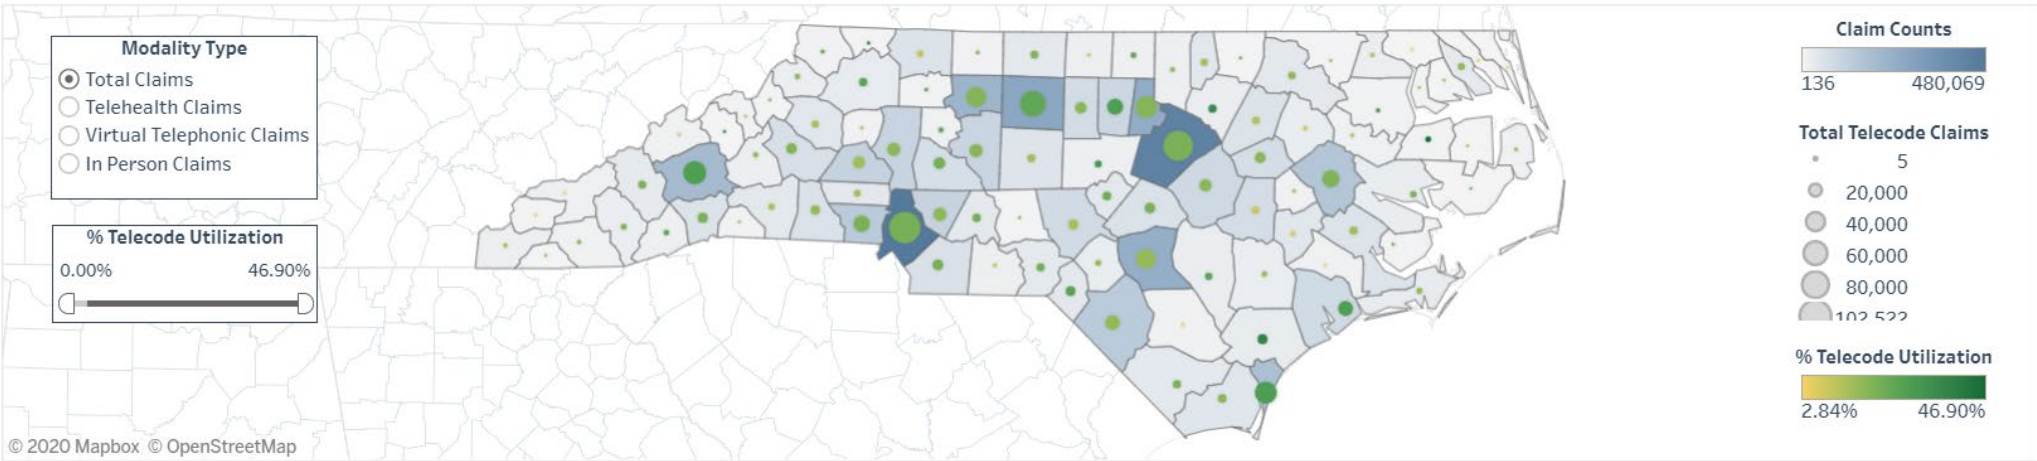 Modality Type
Total Claims
Telehealth Claims
Virtual Telephonic Claims
In Person Claims
% Telecode Utilization
0.00% 46.90%
© 2020 Mapbox © OpenStreetMap
Claim Counts
136 480,069
Total Telecode Claims
5
20,000
40,000
60,000
80,000
102,522
% Telecode Utilization
2.84% 46.90%